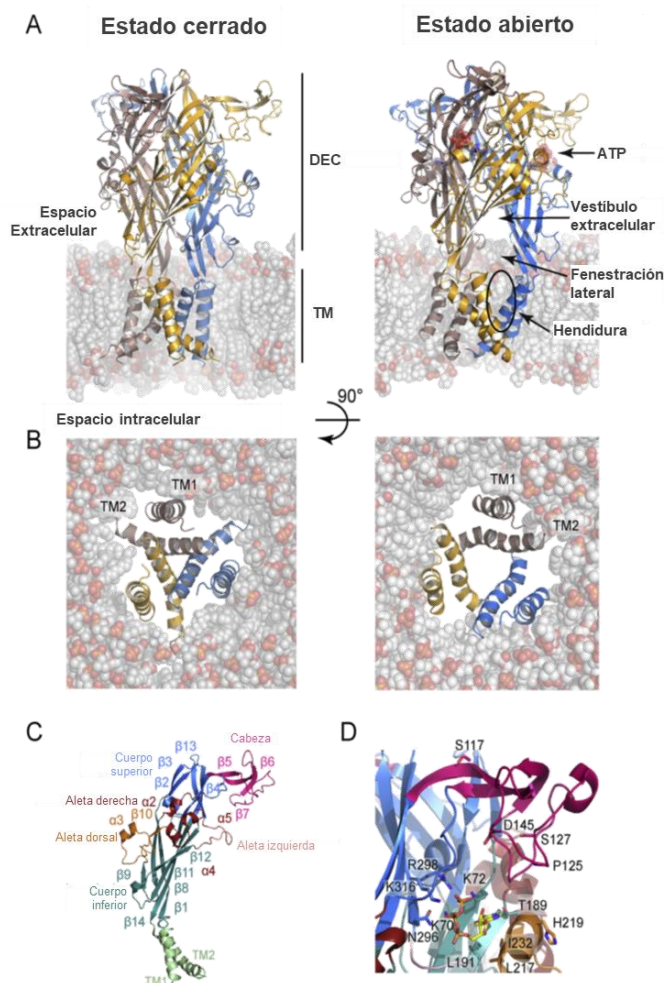 A
Estado cerrado
Estado abierto
DEC
ATP
Espacio
Extracelular
Vestíbulo
extracelular
Fenestración
lateral
TM
Hendidura
Espacio intracelular
90°
B
TM1
TM2
TM1
TM2
C
β13
Cabeza
Cuerpo
superior
β3
β5
β6
β2
β4
Aleta derecha
α2
β7
α3
β10
α5
Aleta dorsal
Aleta izquierda
β12
β9
β11
α4
Cuerpo
inferior
β8
β1
β14
TM2
TM1
D
S117
D145
S127
P125
R298
K72
K316
T189
K70
H219
N296
I232
L191
L217